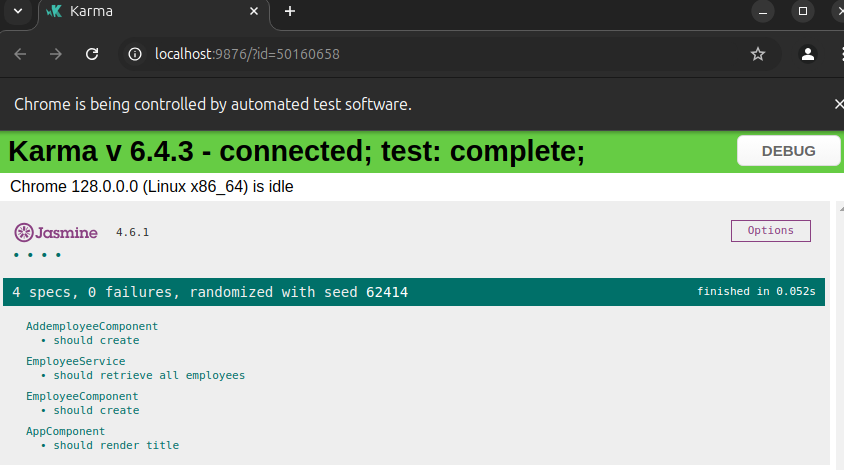 Karma
localhost:9876/?id=50160658
Chrome is being controlled by automated test software.
Karma v 6.4.3 - connected; test: complete;
DEBUG
Chrome 128.0.0.0 (Linux x86_64) is idle
Jasmine 4.6.1
Options
• • • •
4 specs, 0 failures, randomized with seed 62414
finished in 0.052s
AddemployeeComponent
• should create
EmployeeService
• should retrieve all employees
EmployeeComponent
• should create
AppComponent
• should render title